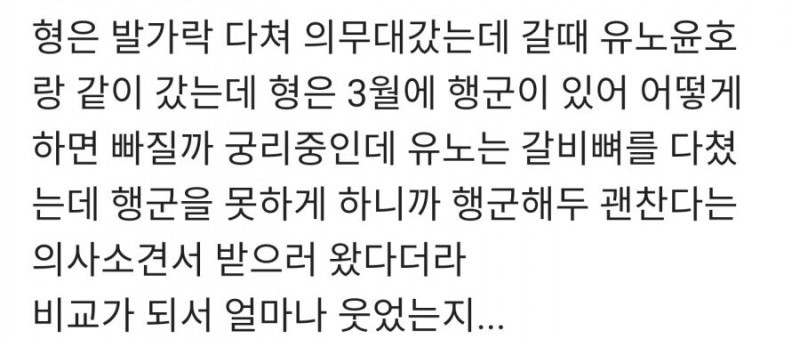 형은 발가락 다쳐 의무대갔는데 갈때 유노윤호
랑 같이 갔는데 형은 3월에 행군이 있어 어떻게
하면 빠질까 궁리중인데 유노는 갈비뼈를 다쳤
는데 행군을 못하게 하니까 행군해두 괜찬다는
의사소견서 받으러 왔다더라
비교가 되서 얼마나 웃었는지...